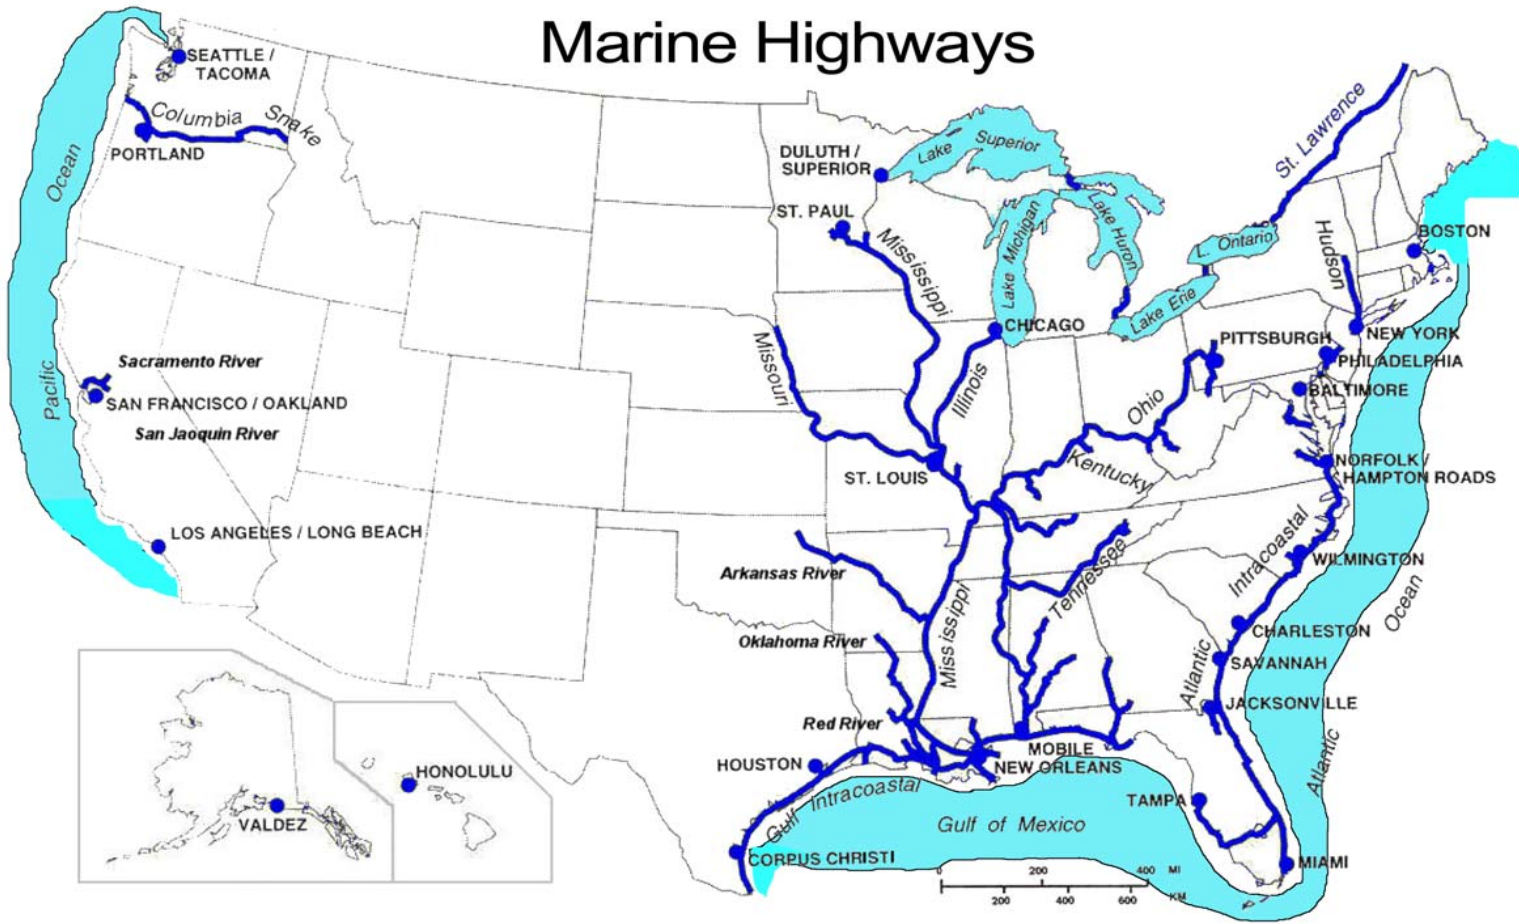 Marine Highways
SEATTLE /
TACOMA
Columbia
Snake
PORTLAND
Ocean
Pacific
Sacramento River
SAN FRANCISCO / OAKLAND
San Jaoquin River
LOS ANGELES / LONG BEACH
DULUTH /
SUPERIOR
Lake Superior
ST. PAUL
Mississippi
Lake Michigan
Lake Huron
L. Ontario
Lake Erie
St. Lawrence
Hudson
BOSTON
CHICAGO
NEW YORK
PITTSBURGH
PHILADELPHIA
BALTIMORE
Missouri
Illinois
Ohio
Kentucky
ST. LOUIS
NORFOLK /
HAMPTON ROADS
Intracoastal
WILMINGTON
Arkansas River
Tennessee
Mississippi
Oklahoma River
CHARLESTON
Ocean
SAVANNAH
Atlantic
JACKSONVILLE
Red River
MOBILE
HOUSTON
NEW ORLEANS
Atlantic
Gulf Intracoastal
TAMPA
Gulf of Mexico
CORPUS CHRISTI
MIAMI
HONOLULU
VALDEZ
0 200 400 MI
200 400 600 KM